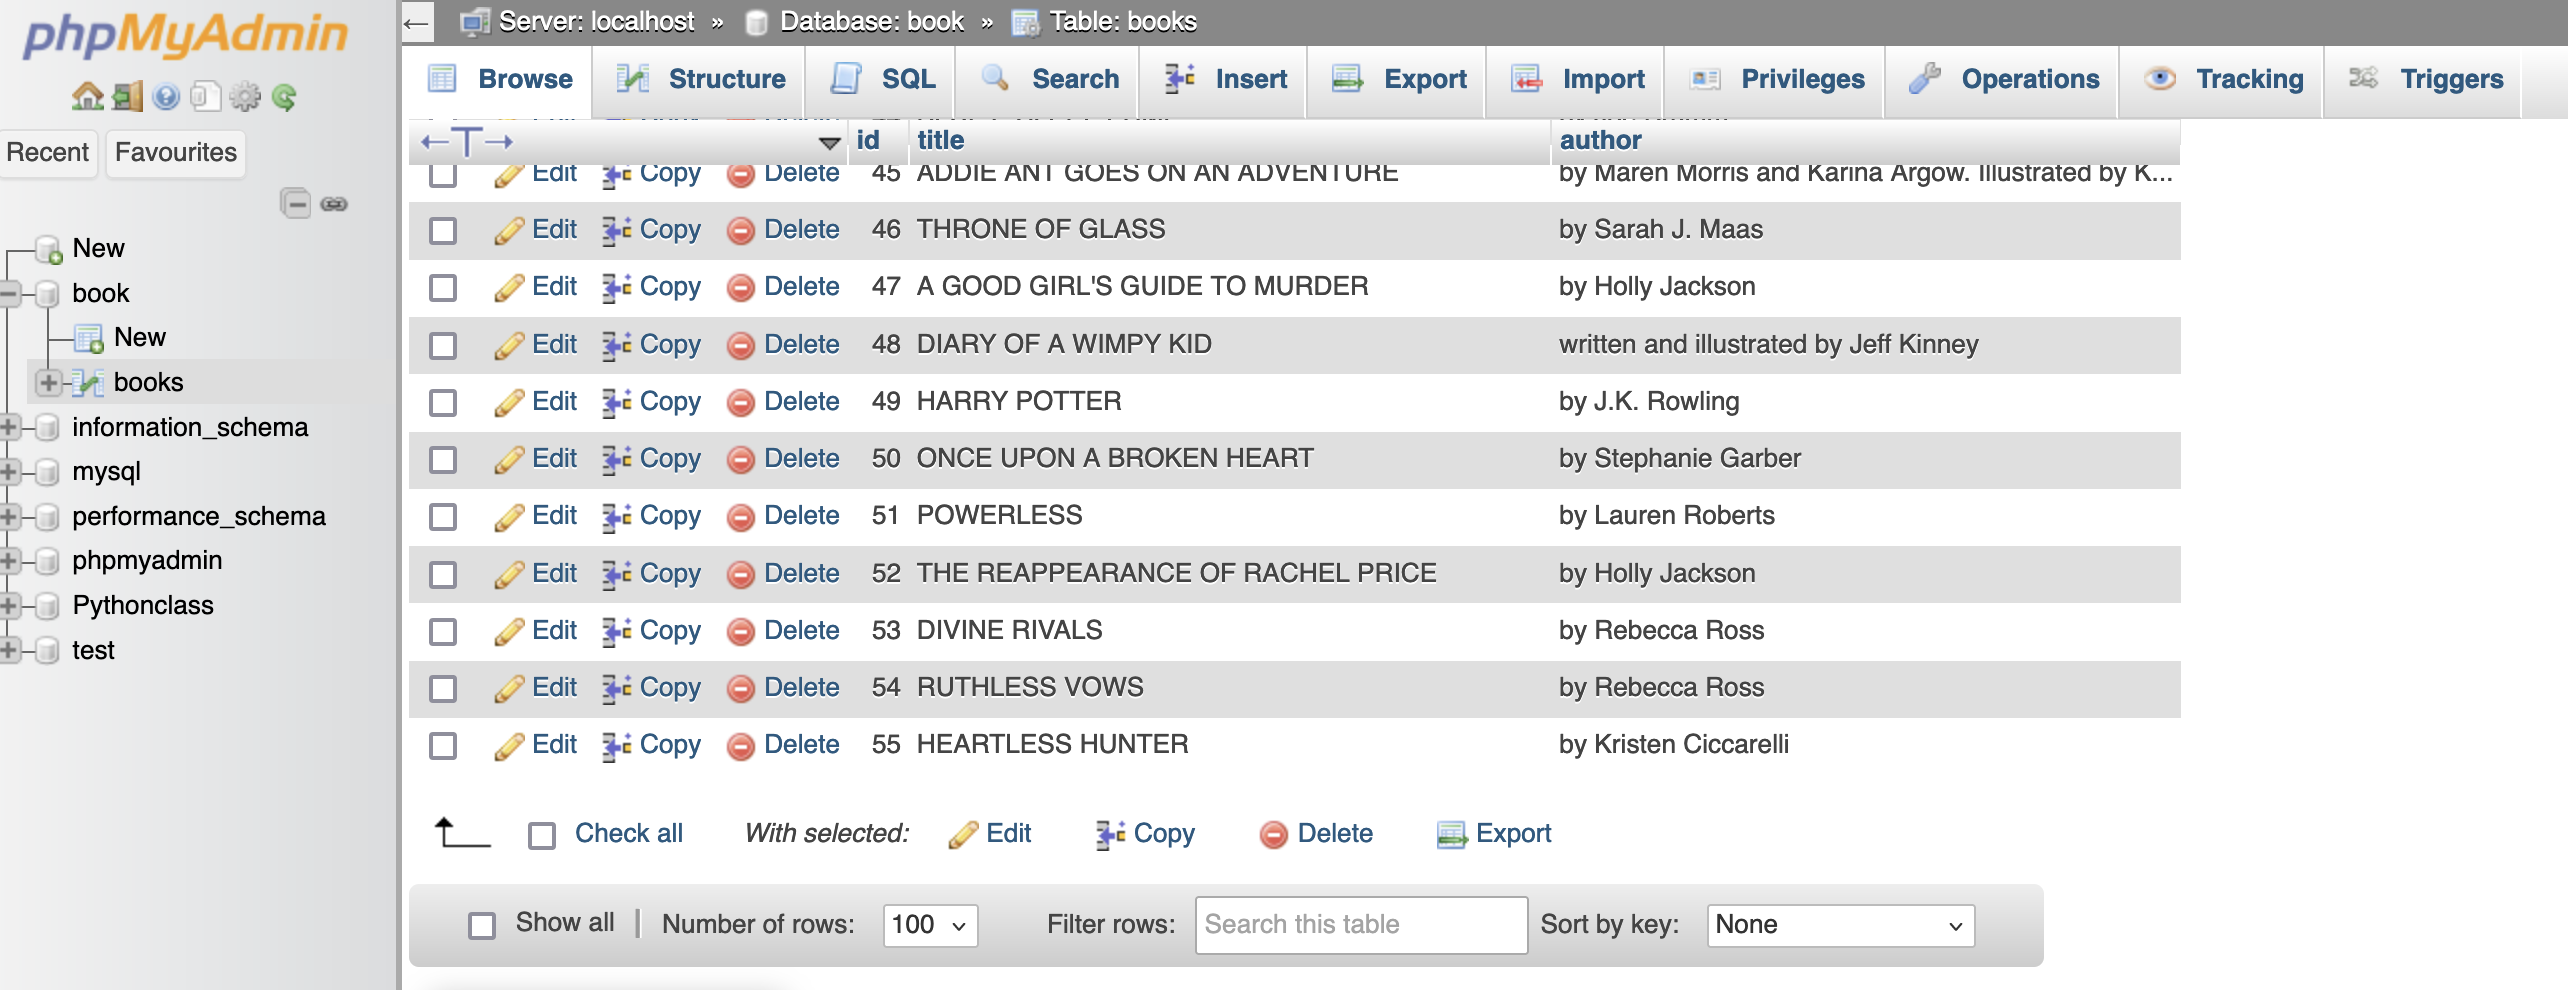 phpMyAdmin
Recent Favourites
New
book
New
books
information_schema
mysql
performance_schema
phpmyadmin
Pythonclass
test
Server: localhost » Database: book » Table: books
Browse Structure SQL Search Insert Export Import Privileges Operations Tracking Triggers
id title author
Edit Copy Delete 45 ADDIE ANT GOES ON AN ADVENTURE by Maren Morris and Karina Argow. Illustrated by K...
Edit Copy Delete 46 THRONE OF GLASS by Sarah J. Maas
Edit Copy Delete 47 A GOOD GIRL'S GUIDE TO MURDER by Holly Jackson
Edit Copy Delete 48 DIARY OF A WIMPY KID written and illustrated by Jeff Kinney
Edit Copy Delete 49 HARRY POTTER by J.K. Rowling
Edit Copy Delete 50 ONCE UPON A BROKEN HEART by Stephanie Garber
Edit Copy Delete 51 POWERLESS by Lauren Roberts
Edit Copy Delete 52 THE REAPPEARANCE OF RACHEL PRICE by Holly Jackson
Edit Copy Delete 53 DIVINE RIVALS by Rebecca Ross
Edit Copy Delete 54 RUTHLESS VOWS by Rebecca Ross
Edit Copy Delete 55 HEARTLESS HUNTER by Kristen Ciccarelli
Check all With selected: Edit Copy Delete Export
Show all | Number of rows: 100 Filter rows: Search this table Sort by key: None